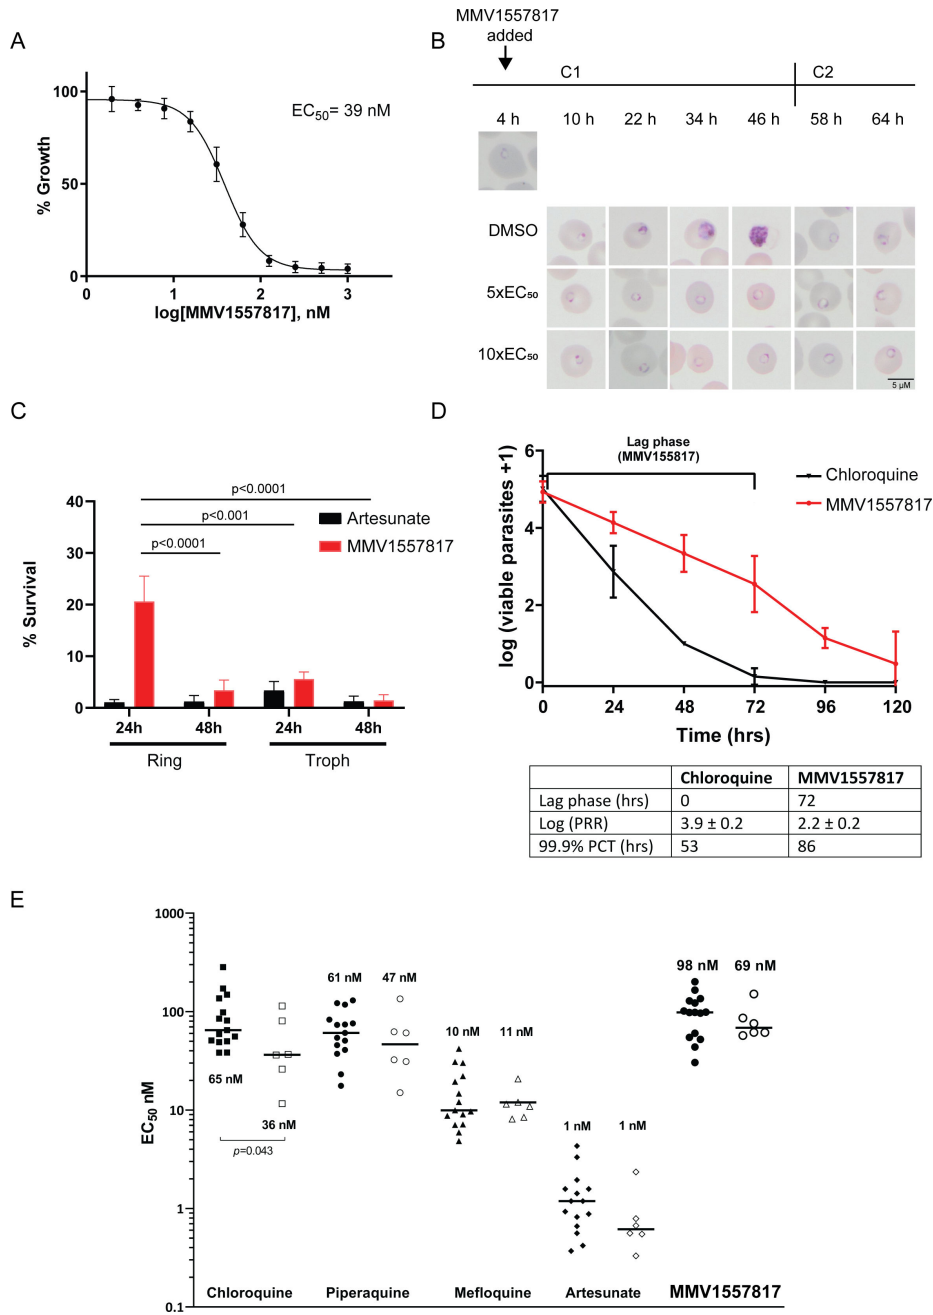 A
100
50
0
% Growth
EC50= 39 nM
0 1 2 3
log[MMV1557817], nM
MMV1557817
added
B
C1 C2
4 h 10 h 22 h 34 h 46 h 58 h 64 h
DMSO
5xEC50
10xEC50
5 µM
C
40
30
20
10
0
% Survival
p<0.0001
p<0.001
p<0.0001
Artesunate
MMV1557817
24h 48h 24h 48h
Ring Troph
D
6
4
2
0
log (viable parasites +1)
Lag phase
(MMV155817)
Chloroquine
MMV1557817
0 24 48 72 96 120
Time (hrs)
Chloroquine MMV1557817
Lag phase (hrs) 0 72
Log (PRR) 3.9 ± 0.2 2.2 ± 0.2
99.9% PCT (hrs) 53 86
E
1000
100
10
1
0.1
EC50 nM
65 nM
36 nM
p=0.043
61 nM
47 nM
10 nM
11 nM
1 nM
1 nM
98 nM
69 nM
Chloroquine Piperaquine Mefloquine Artesunate MMV1557817